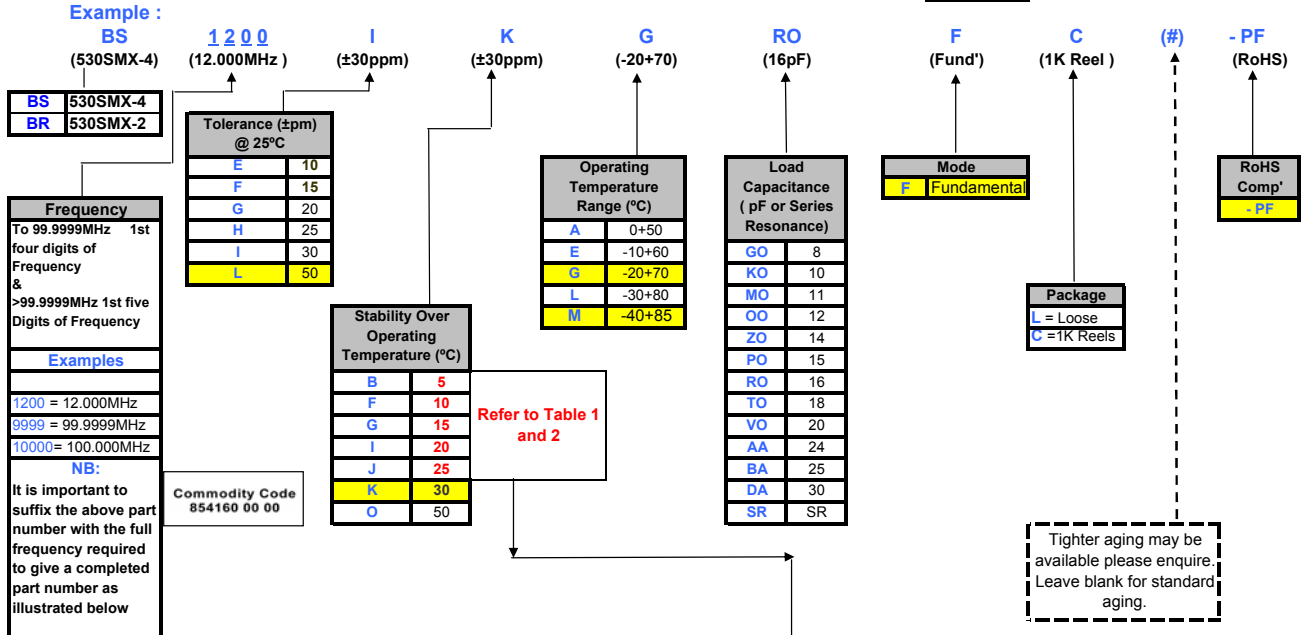 Example :
BS 1 2 0 0 I K G RO F C (#) - PF
(530SMX-4) (12.000MHz ) (±30ppm) (±30ppm) (-20+70) (16pF) (Fund') (1K Reel ) (RoHS)
BS 530SMX-4
BR 530SMX-2
Frequency
To 99.9999MHz 1st
four digits of
Frequency
&
>99.9999MHz 1st five
Digits of Frequency
Examples
1200 = 12.000MHz
9999 = 99.9999MHz
10000= 100.000MHz
NB:
It is important to
suffix the above part
number with the full
frequency required
to give a completed
part number as
illustrated below
Commodity Code
854160 00 00
Tolerance (±pm)
@ 25ºC
E 10
F 15
G 20
H 25
I 30
L 50
Stability Over
Operating
Temperature (ºC)
B 5
F 10
G 15
I 20
J 25
K 30
O 50
Refer to Table 1
and 2
Operating
Temperature
Range (ºC)
A 0+50
E -10+60
G -20+70
L -30+80
M -40+85
Load
Capacitance
( pF or Series
Resonance)
GO 8
KO 10
MO 11
OO 12
ZO 14
PO 15
RO 16
TO 18
VO 20
AA 24
BA 25
DA 30
SR SR
Mode
F Fundamental
Package
L = Loose
C =1K Reels
Tighter aging may be
available please enquire.
Leave blank for standard
aging.
RoHS
Comp'
- PF